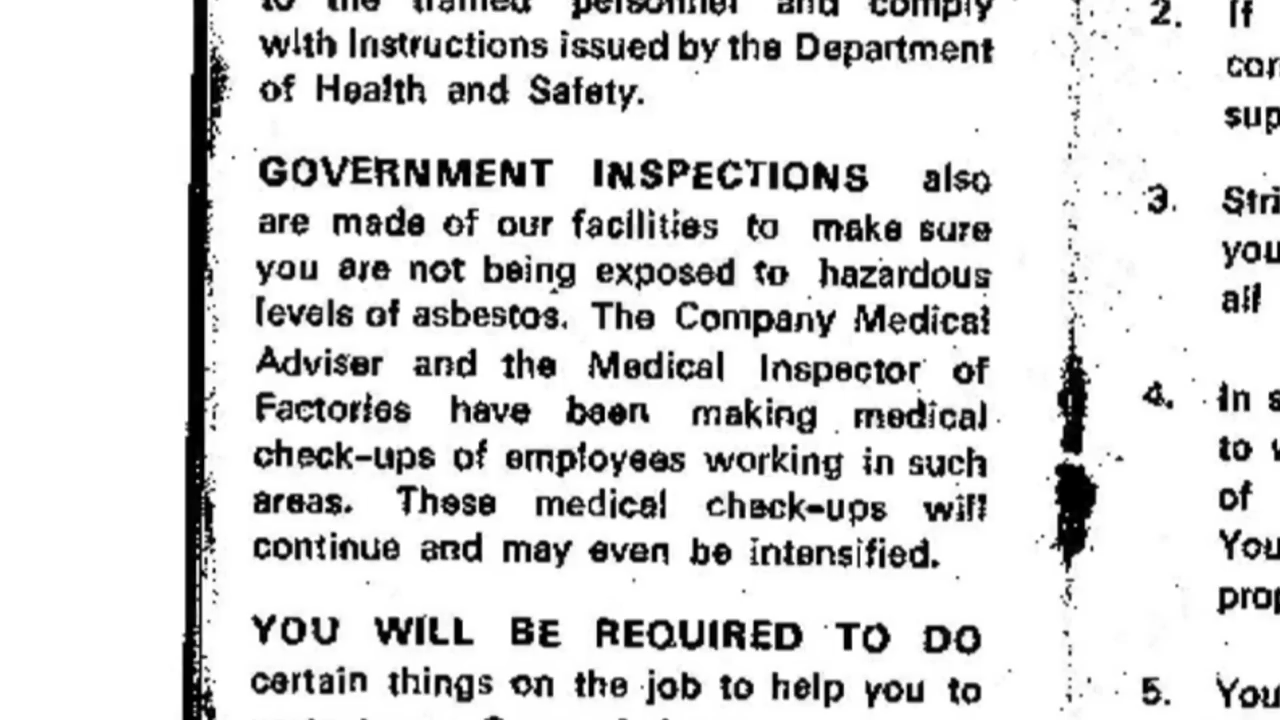 to the trained personnel and comply
with Instructions issued by the Department
of Health and Safety.
GOVERNMENT INSPECTIONS also
are made of our facilities to make sure
you are not being exposed to hazardous
levels of asbestos. The Company Medical
Adviser and the Medical Inspector of
Factories have been making medical
check-ups of employees working in such
areas. These medical check-ups will
continue and may even be intensified.
YOU WILL BE REQUIRED TO DO
certain things on the job to help you to
2. If
3.
you
all
4. In s
to
of
You
5. You